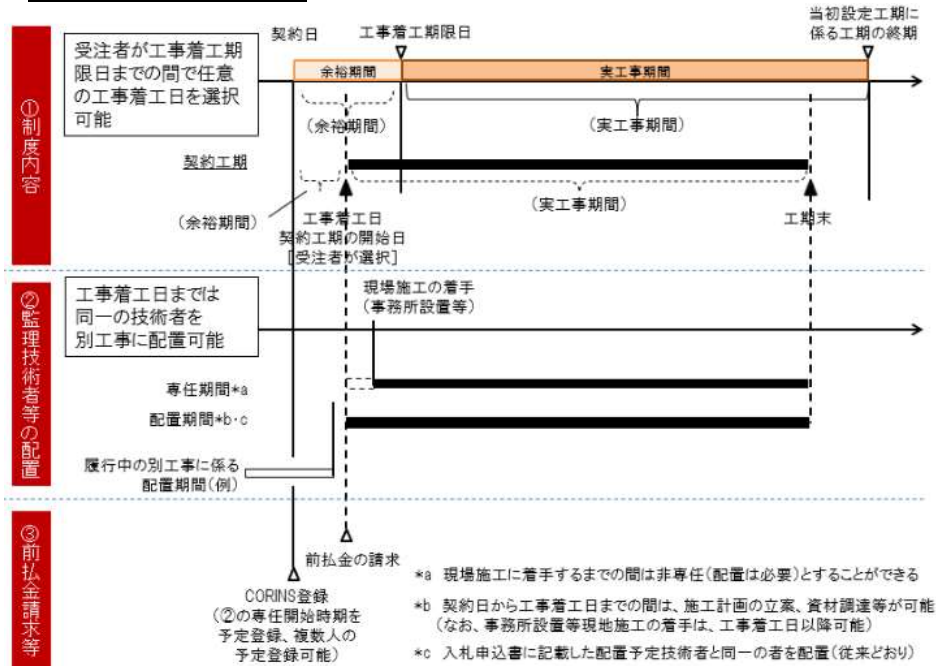 ①制度内容
受注者が工事着工期
限日までの間で任意
の工事着工日を選択
可能
契約日
工事着工期限日
当初設定工期に
係る工期の終期
余裕期間
実工事期間
(余裕期間)
(実工事期間)
契約工期
(余裕期間)
(実工事期間)
工事着工日
契約工期の開始日
[受注者が選択]
工期末
②監理技術者等の配置
工事着工日までは
同一の技術者を
別工事に配置可能
現場施工の着手
(事務所設置等)
専任期間*a
配置期間*b・c
履行中の別工事に係る
配置期間(例)
③前払金請求等
前払金の請求
CORINS登録
(②の専任開始時期を
予定登録、複数人の
予定登録可能)
*a 現場施工に着手するまでの間は非専任(配置は必要)とすることができる
*b 契約日から工事着工日までの間は、施工計画の立案、資材調達等が可能
(なお、事務所設置等現地施工の着手は、工事着工日以降可能)
*c 入札申込書に記載した配置予定技術者と同一の者を配置(従来どおり)